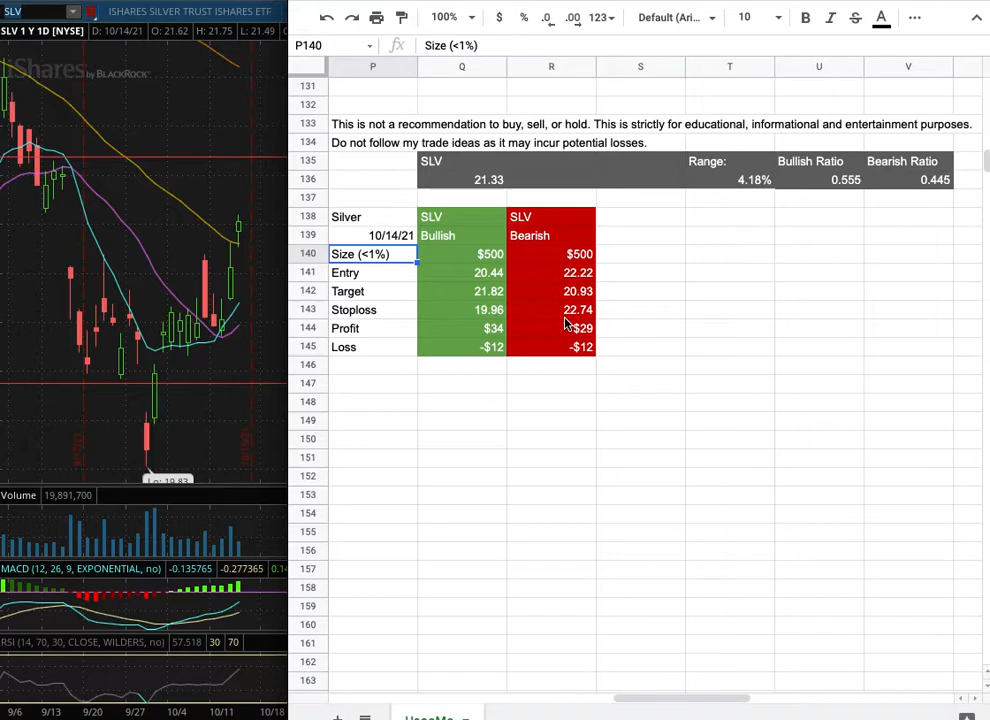 SLV
ISHARES SILVER TRUST ISHARES ETF
SLV 1 Y 1D [NYSE]
D: 10/14/21
O: 21.62
H: 21.75
L: 21.49
iShares
by BLACKROCK
Lo: 19.83
Volume 19,891,700
MACD (12, 26, 9, EXPONENTIAL, no) -0.135765 -0.277365
RSI (14, 70, 30, CLOSE, WILDERS, no) 57.518 30 70
9/6 9/13 9/20 9/27 10/4 10/11 10/18
100% $ % .0 .00 123 Default (Ari... 10 B I S A
P140 fx Size (<1%)
P Q R S T U V
131
132
133 This is not a recommendation to buy, sell, or hold. This is strictly for educational, informational and entertainment purposes.
134 Do not follow my trade ideas as it may incur potential losses.
135 SLV Range: Bullish Ratio Bearish Ratio
136 21.33 4.18% 0.555 0.445
137
138 Silver SLV SLV
139 10/14/21 Bullish Bearish
140 Size (<1%) $500 $500
141 Entry 20.44 22.22
142 Target 21.82 20.93
143 Stoploss 19.96 22.74
144 Profit $34 $29
145 Loss -$12 -$12
146
147
148
149
150
151
152
153
154
155
156
157
158
159
160
161
162
163